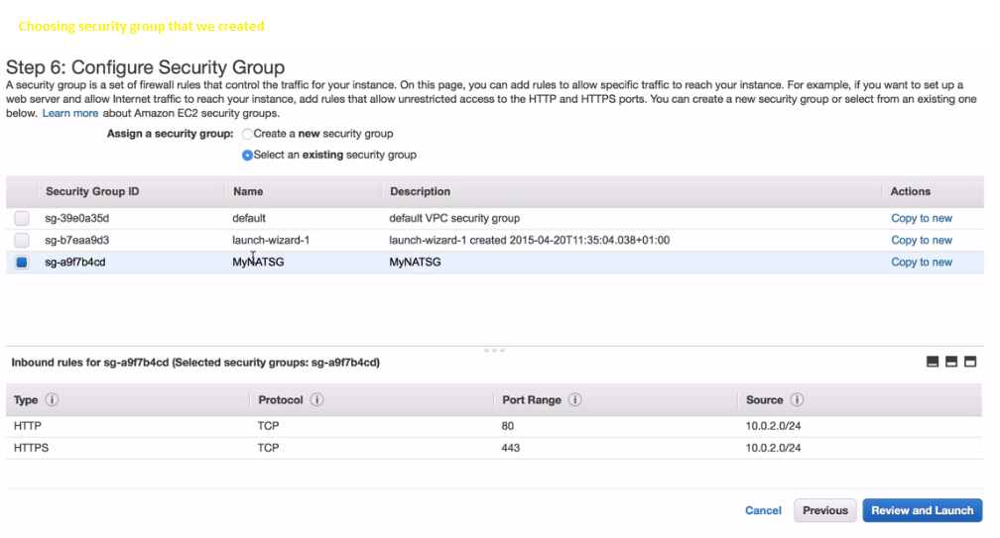 Choosing security group that we created
Step 6: Configure Security Group
A security group is a set of firewall rules that control the traffic for your instance. On this page, you can add rules to allow specific traffic to reach your instance. For example, if you want to set up a
web server and allow Internet traffic to reach your instance, add rules that allow unrestricted access to the HTTP and HTTPS ports. You can create a new security group or select from an existing one
below. Learn more about Amazon EC2 security groups.
Assign a security group: Create a new security group
Select an existing security group
Security Group ID Name Description Actions
sg-39e0a35d default default VPC security group Copy to new
sg-b7eaa9d3 launch-wizard-1 launch-wizard-1 created 2015-04-20T11:35:04.038+01:00 Copy to new
sg-a9f7b4cd MyNATSG MyNATSG Copy to new
Inbound rules for sg-a9f7b4cd (Selected security groups: sg-a9f7b4cd)
Type Protocol Port Range Source
HTTP TCP 80 10.0.2.0/24
HTTPS TCP 443 10.0.2.0/24
Cancel Previous Review and Launch